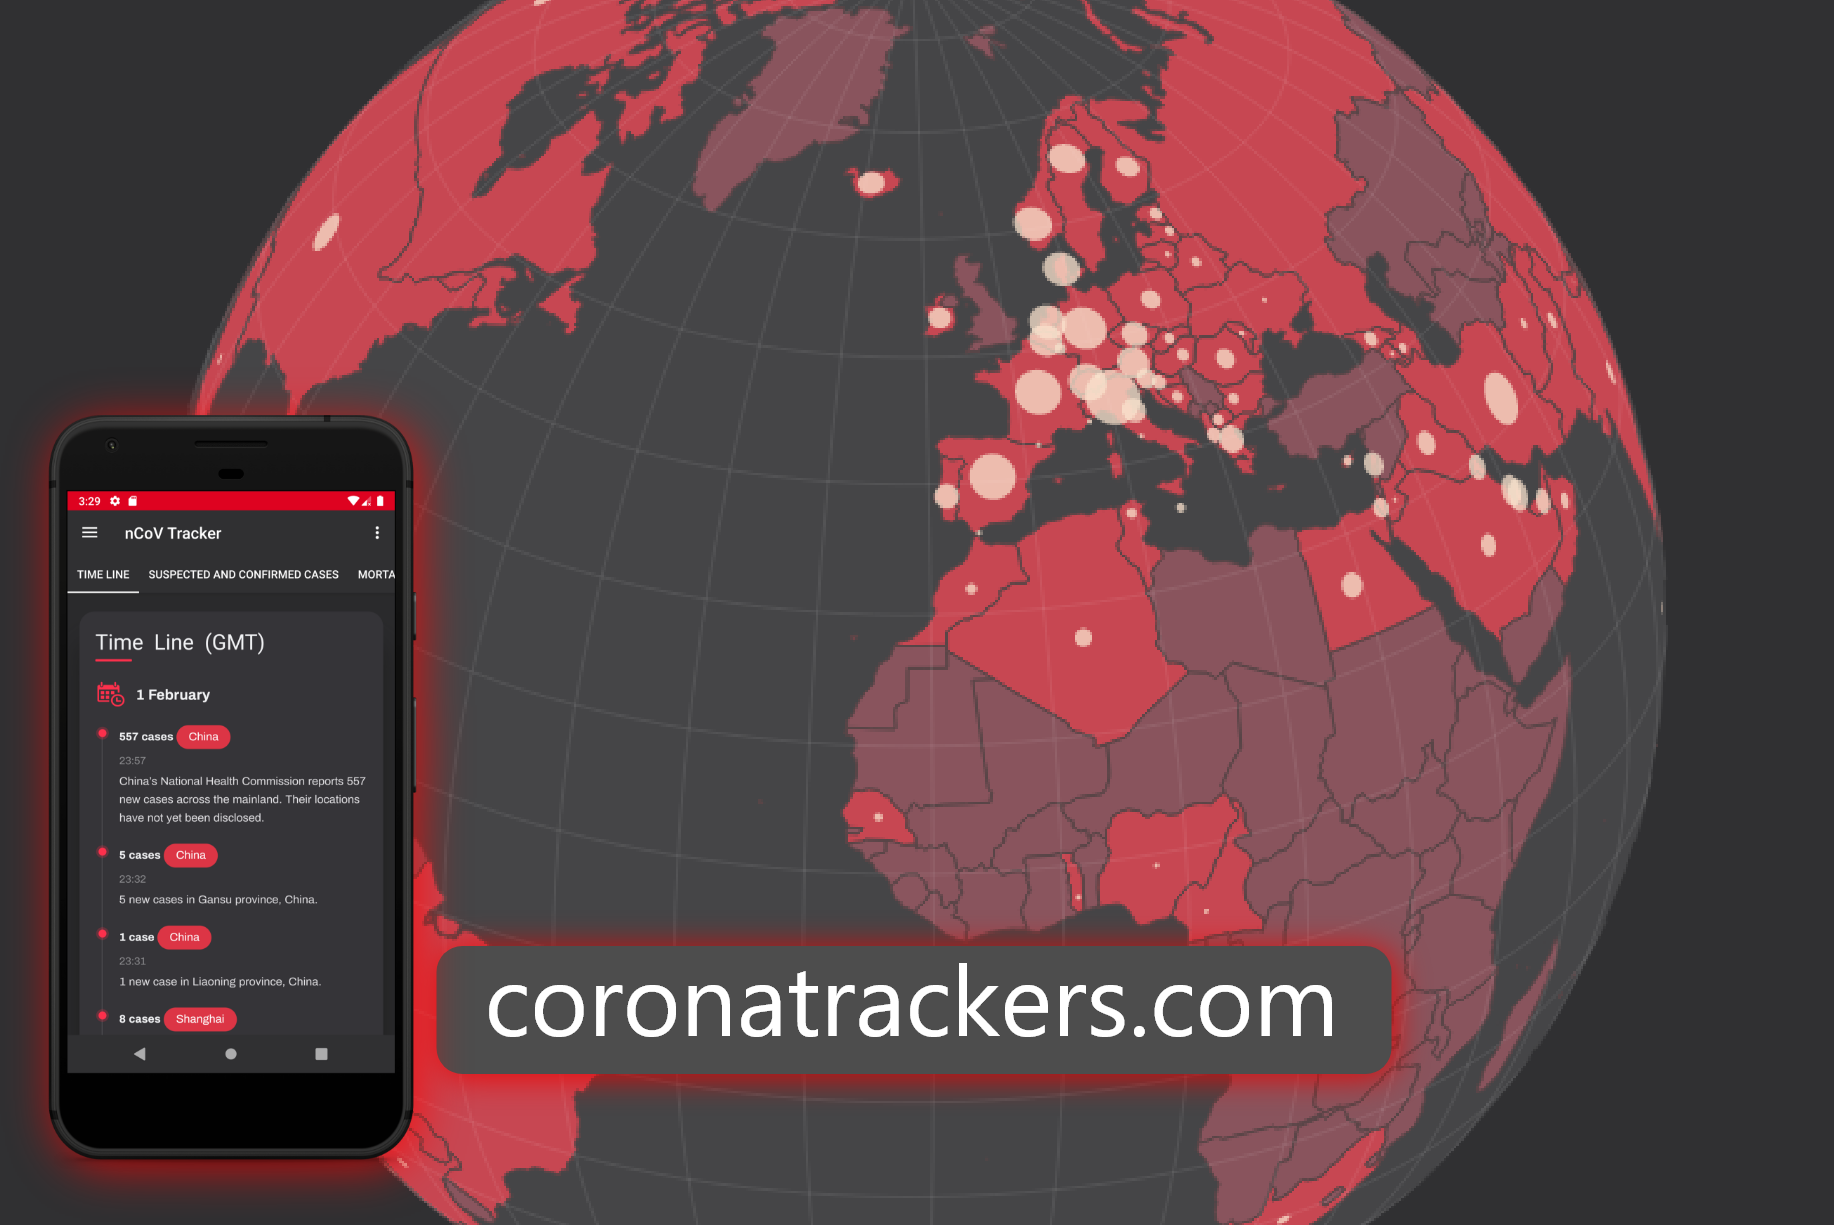 3:29
nCoV Tracker
TIME LINE SUSPECTED AND CONFIRMED CASES MORTA
Time Line (GMT)
1 February
557 cases China
23:57
China's National Health Commission reports 557
new cases across the mainland. Their locations
have not yet been disclosed.
5 cases China
23:32
5 new cases in Gansu province, China.
1 case China
23:31
1 new case in Liaoning province, China.
8 cases Shanghai
coronatrackers.com